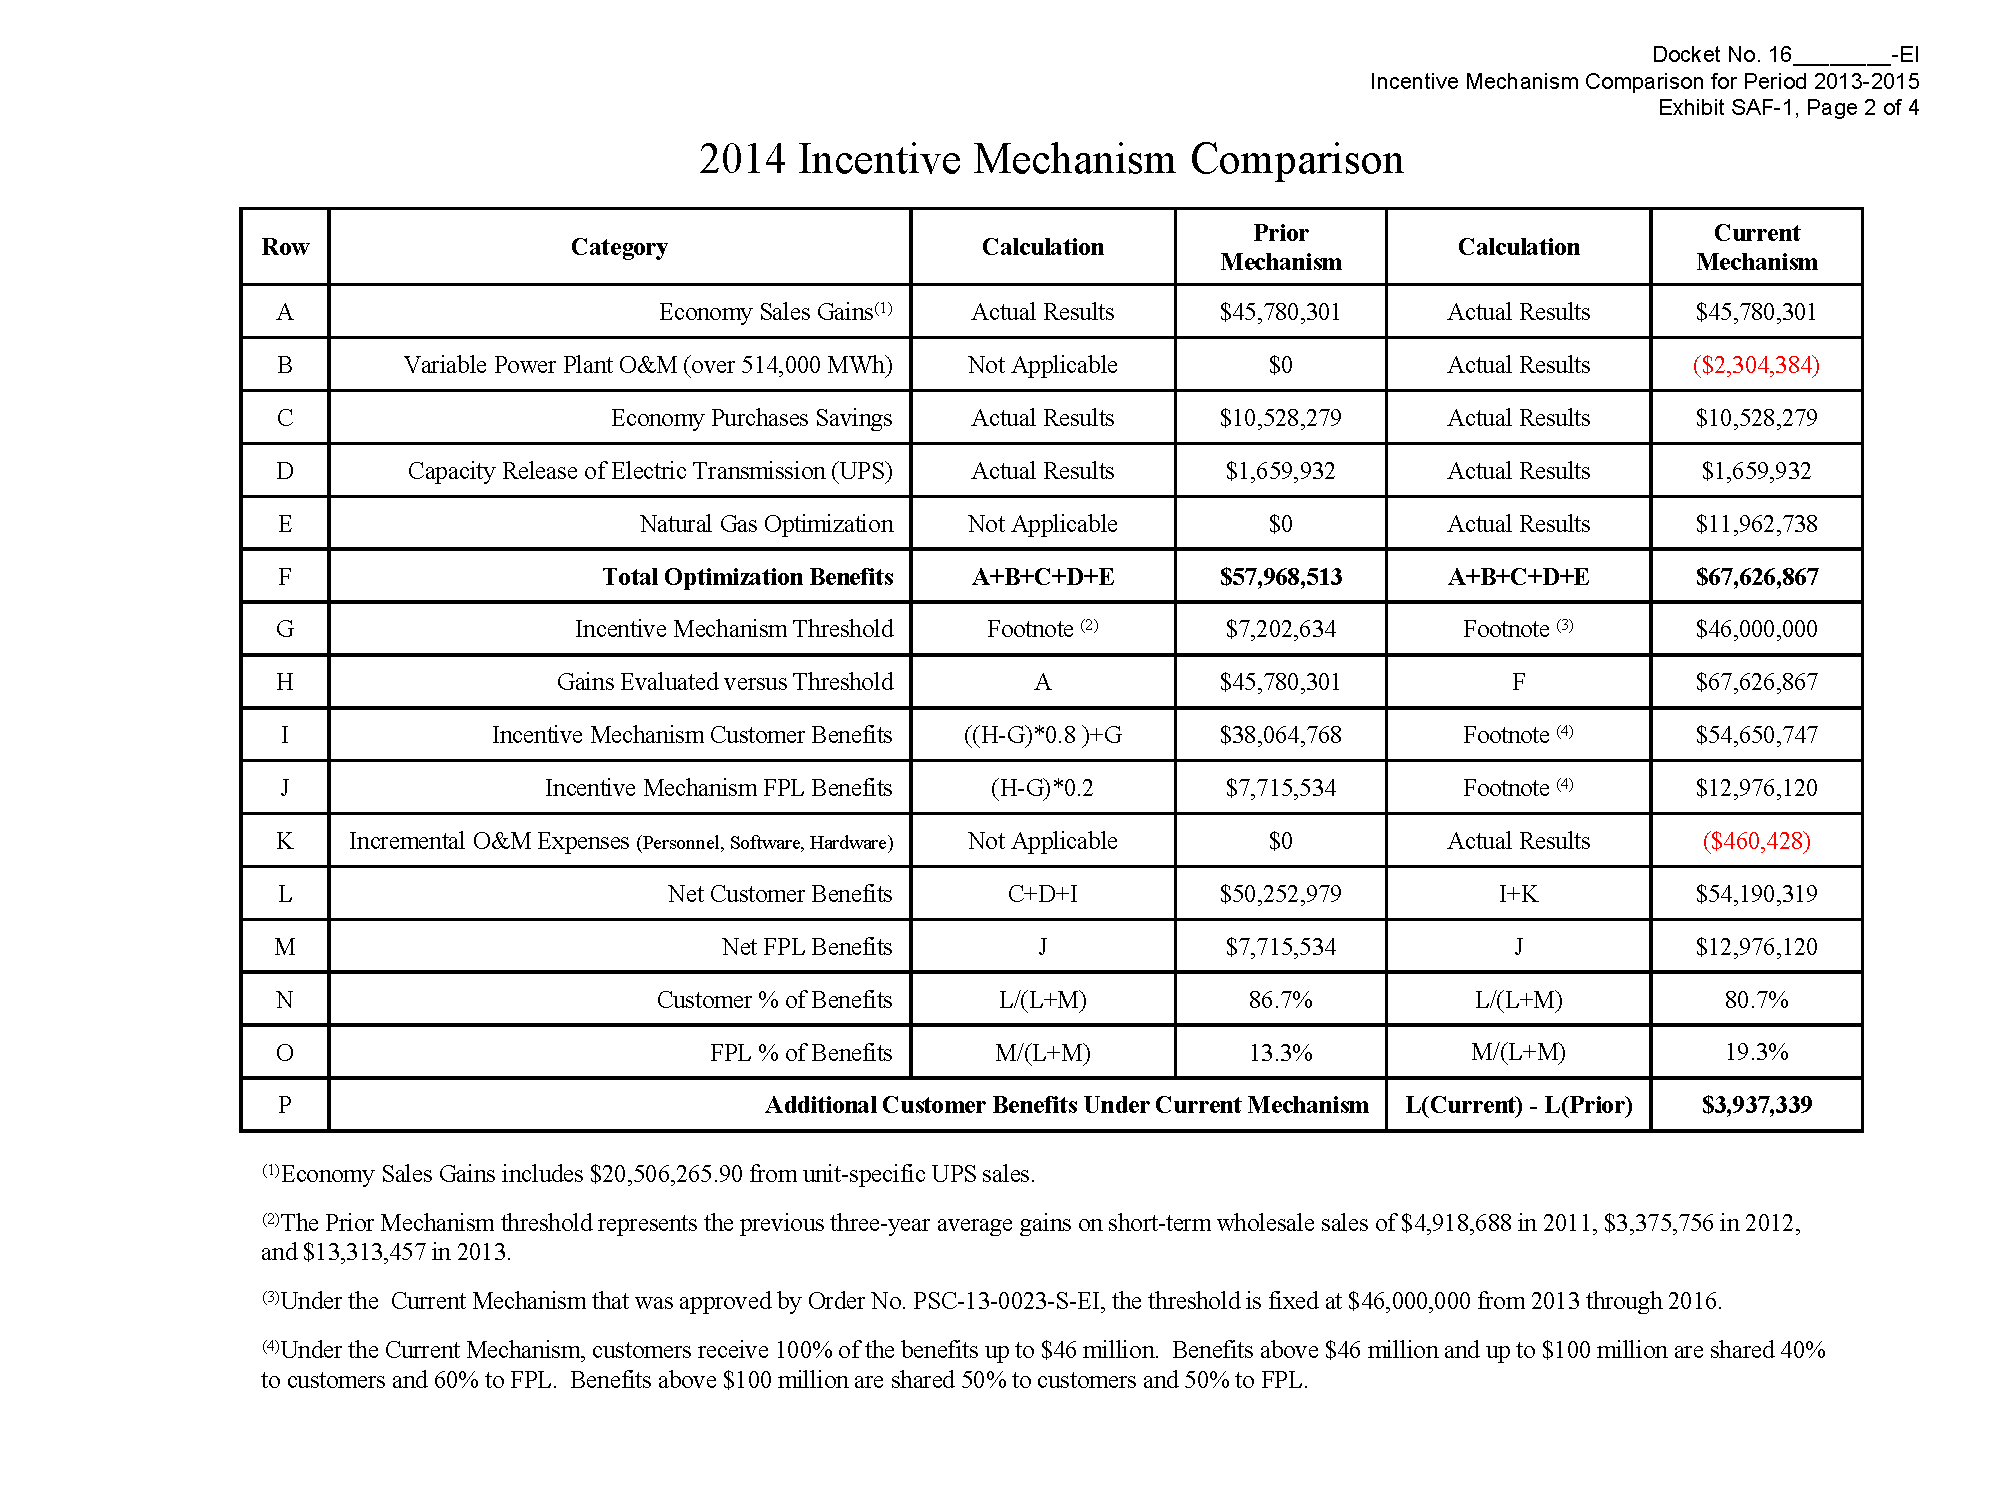 Docket No. 16________-EI
Incentive Mechanism Comparison for Period 2013-2015
Exhibit SAF-1, Page 2 of 4
2014 Incentive Mechanism Comparison
Row Category Calculation Prior Mechanism Calculation Current Mechanism
A Economy Sales Gains(1) Actual Results $45,780,301 Actual Results $45,780,301
B Variable Power Plant O&M (over 514,000 MWh) Not Applicable $0 Actual Results ($2,304,384)
C Economy Purchases Savings Actual Results $10,528,279 Actual Results $10,528,279
D Capacity Release of Electric Transmission (UPS) Actual Results $1,659,932 Actual Results $1,659,932
E Natural Gas Optimization Not Applicable $0 Actual Results $11,962,738
F Total Optimization Benefits A+B+C+D+E $57,968,513 A+B+C+D+E $67,626,867
G Incentive Mechanism Threshold Footnote (2) $7,202,634 Footnote (3) $46,000,000
H Gains Evaluated versus Threshold A $45,780,301 F $67,626,867
I Incentive Mechanism Customer Benefits ((H-G)*0.8 )+G $38,064,768 Footnote (4) $54,650,747
J Incentive Mechanism FPL Benefits (H-G)*0.2 $7,715,534 Footnote (4) $12,976,120
K Incremental O&M Expenses (Personnel, Software, Hardware) Not Applicable $0 Actual Results ($460,428)
L Net Customer Benefits C+D+I $50,252,979 I+K $54,190,319
M Net FPL Benefits J $7,715,534 J $12,976,120
N Customer % of Benefits L/(L+M) 86.7% L/(L+M) 80.7%
O FPL % of Benefits M/(L+M) 13.3% M/(L+M) 19.3%
P Additional Customer Benefits Under Current Mechanism L(Current) - L(Prior) $3,937,339
(1)Economy Sales Gains includes $20,506,265.90 from unit-specific UPS sales.
(2)The Prior Mechanism threshold represents the previous three-year average gains on short-term wholesale sales of $4,918,688 in 2011, $3,375,756 in 2012,
and $13,313,457 in 2013.
(3)Under the Current Mechanism that was approved by Order No. PSC-13-0023-S-EI, the threshold is fixed at $46,000,000 from 2013 through 2016.
(4)Under the Current Mechanism, customers receive 100% of the benefits up to $46 million. Benefits above $46 million and up to $100 million are shared 40%
to customers and 60% to FPL. Benefits above $100 million are shared 50% to customers and 50% to FPL.